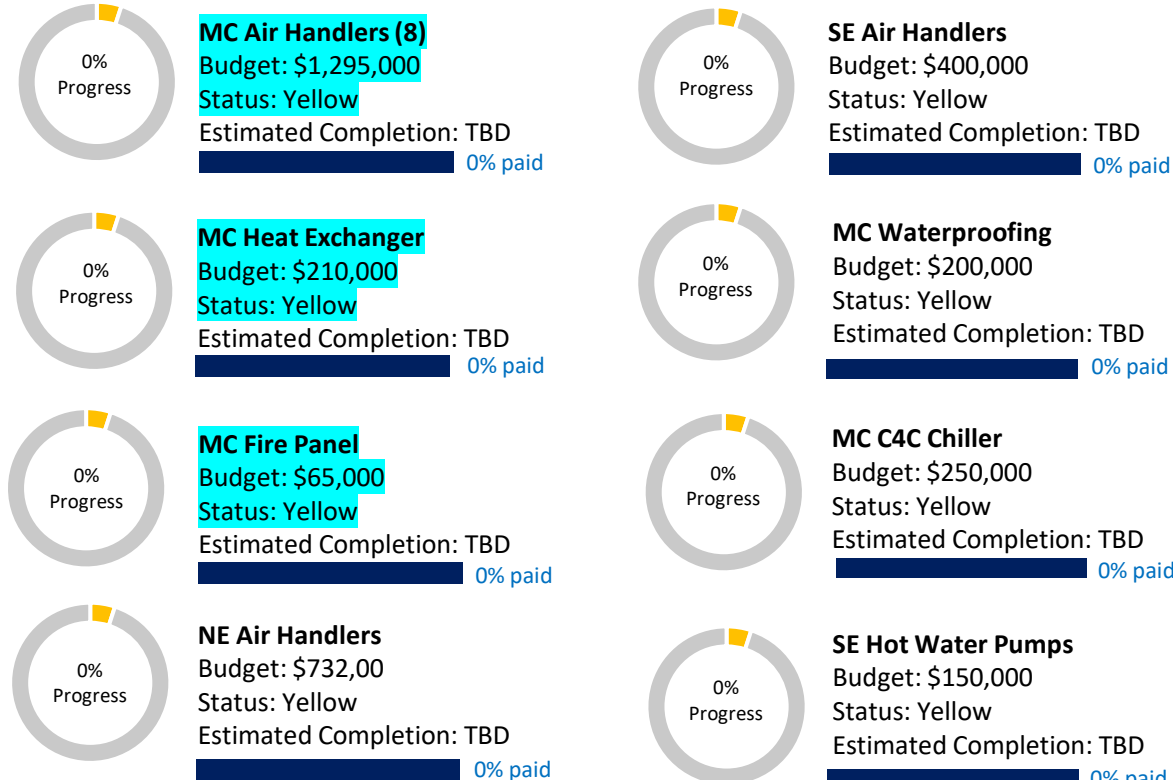 0%
Progress
MC Air Handlers (8)
Budget: $1,295,000
Status: Yellow
Estimated Completion: TBD
0% paid
0%
Progress
MC Heat Exchanger
Budget: $210,000
Status: Yellow
Estimated Completion: TBD
0% paid
0%
Progress
MC Fire Panel
Budget: $65,000
Status: Yellow
Estimated Completion: TBD
0% paid
0%
Progress
NE Air Handlers
Budget: $732,00
Status: Yellow
Estimated Completion: TBD
0% paid
0%
Progress
SE Air Handlers
Budget: $400,000
Status: Yellow
Estimated Completion: TBD
0% paid
0%
Progress
MC Waterproofing
Budget: $200,000
Status: Yellow
Estimated Completion: TBD
0% paid
0%
Progress
MC C4C Chiller
Budget: $250,000
Status: Yellow
Estimated Completion: TBD
0% paid
0%
Progress
SE Hot Water Pumps
Budget: $150,000
Status: Yellow
Estimated Completion: TBD
0% paid